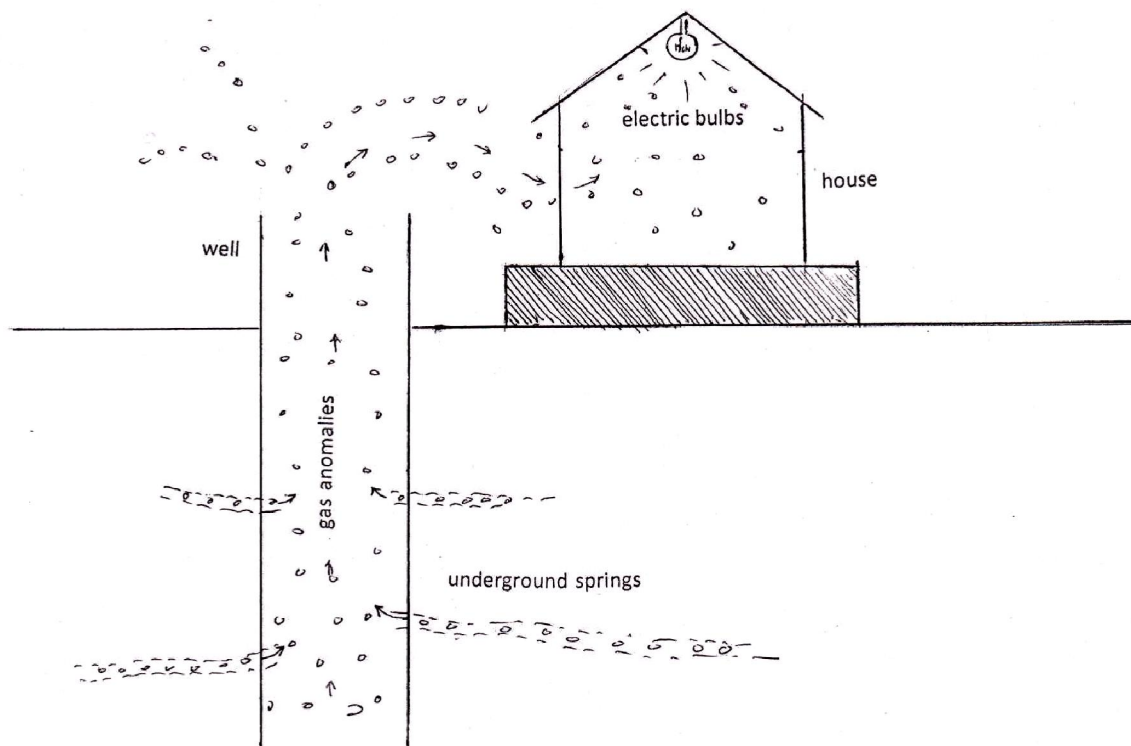 electric bulbs
house
well
gas anomalies
underground springs